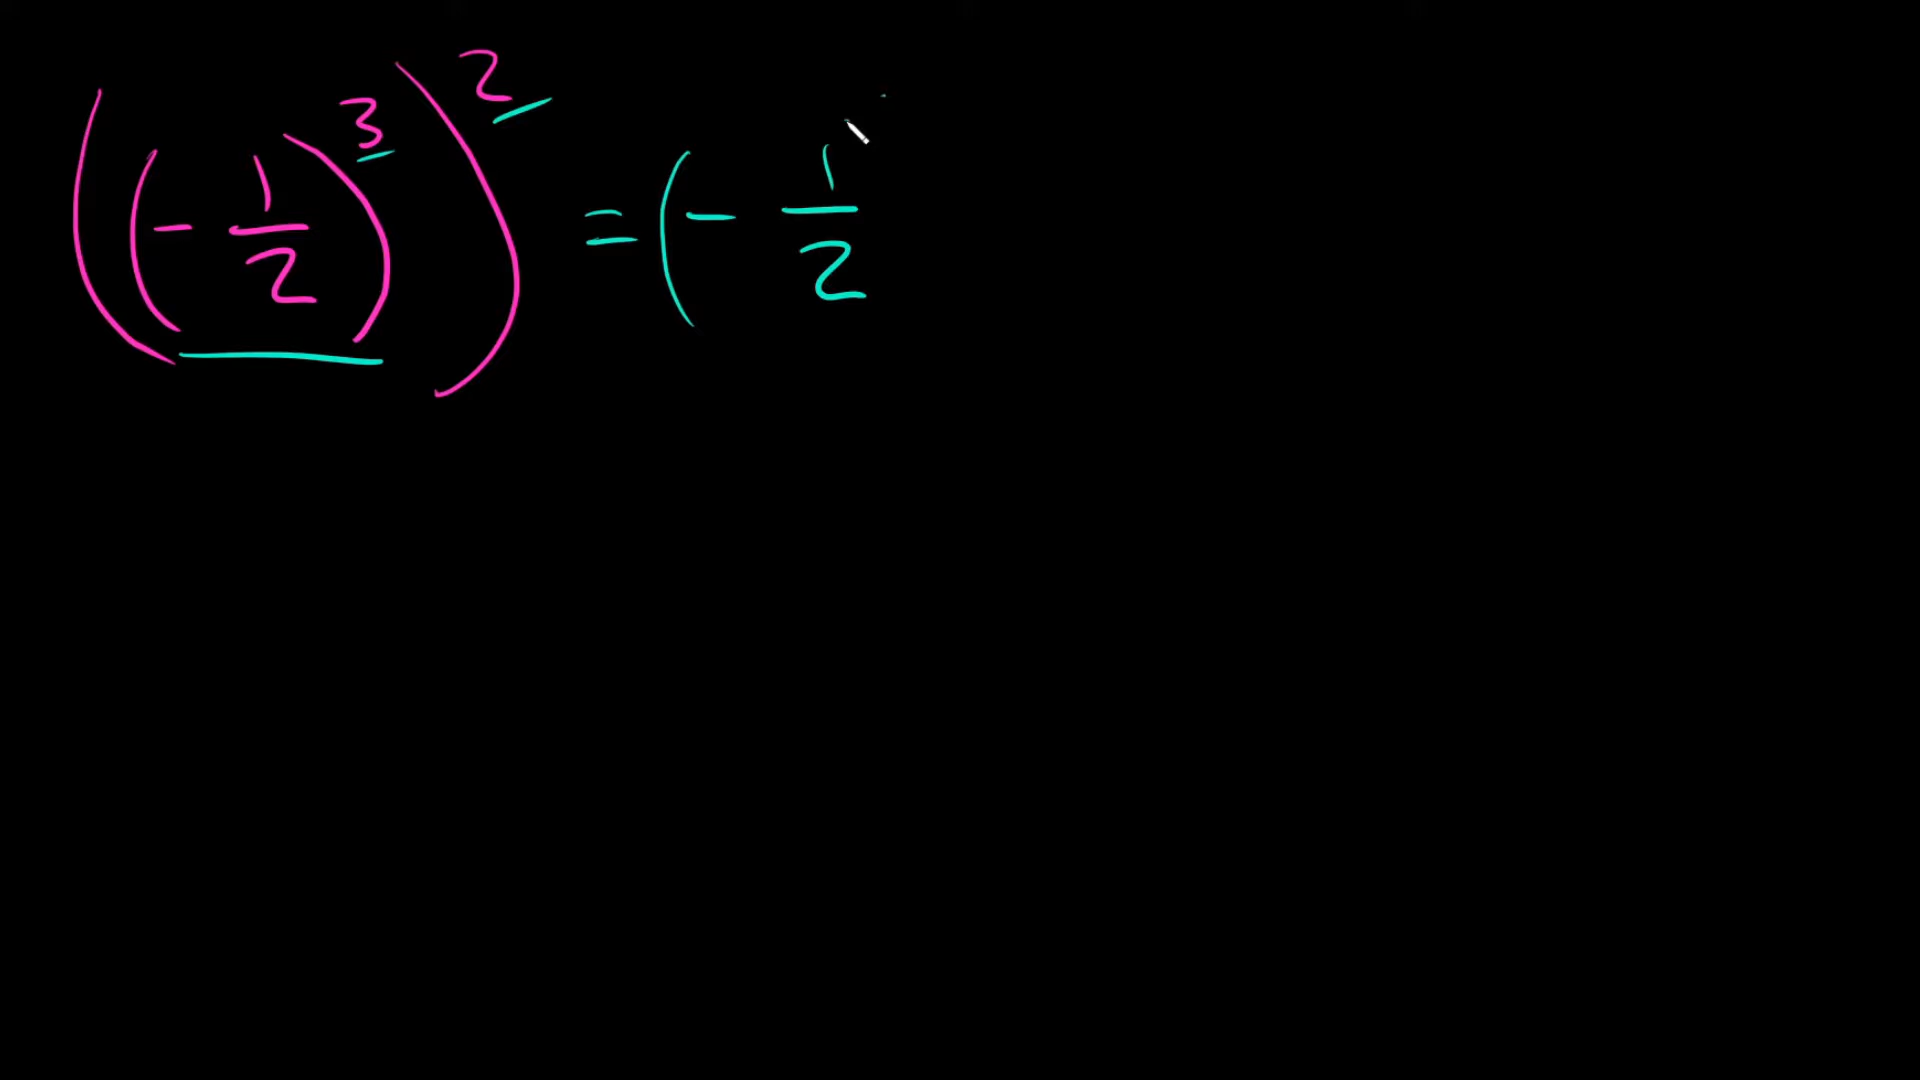 ((-1/2)^3)^2 = (-1/2